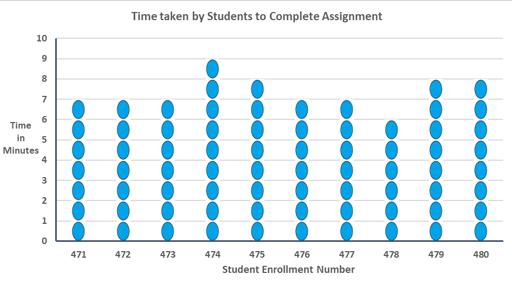 Time taken by Students to Complete Assignment
10
9
8
7
6
5
4
3
2
1
0
Time
in
Minutes
471 472 473 474 475 476 477 478 479 480
Student Enrollment Number